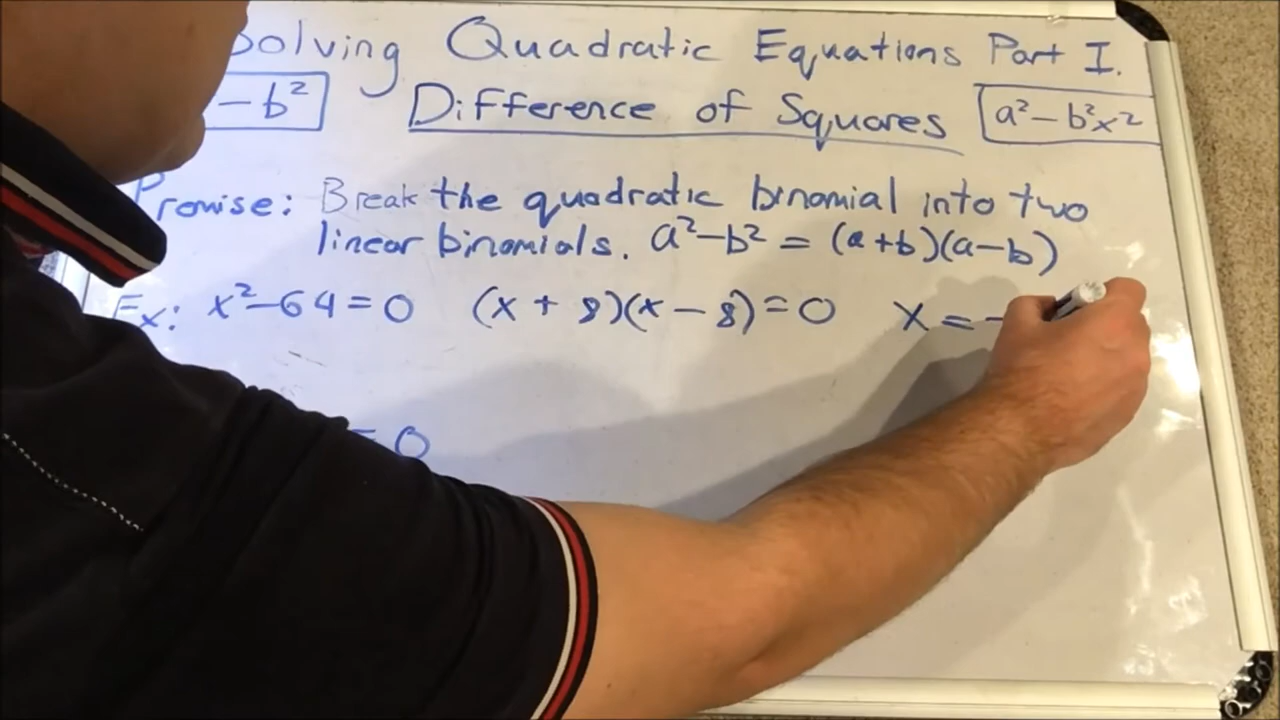 Solving Quadratic Equations Part I.
- b² Difference of Squares a² - b²x²
Promise: Break the quadratic binomial into two
linear binomials. a² - b² = (a + b)(a - b)
Ex: x² - 64 = 0 (x + 8)(x - 8) = 0 x = -
= 0